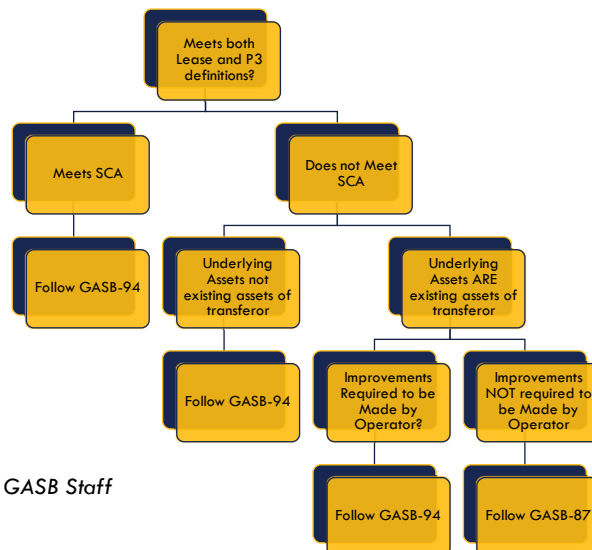 Meets both
Lease and P3
definitions?
Meets SCA
Does not Meet
SCA
Follow GASB-94
Underlying
Assets not
existing assets of
transferor
Underlying
Assets ARE
existing assets of
transferor
Follow GASB-94
Improvements
Required to be
Made by
Operator?
Improvements
NOT required to
be Made by
Operator
GASB Staff
Follow GASB-94
Follow GASB-87